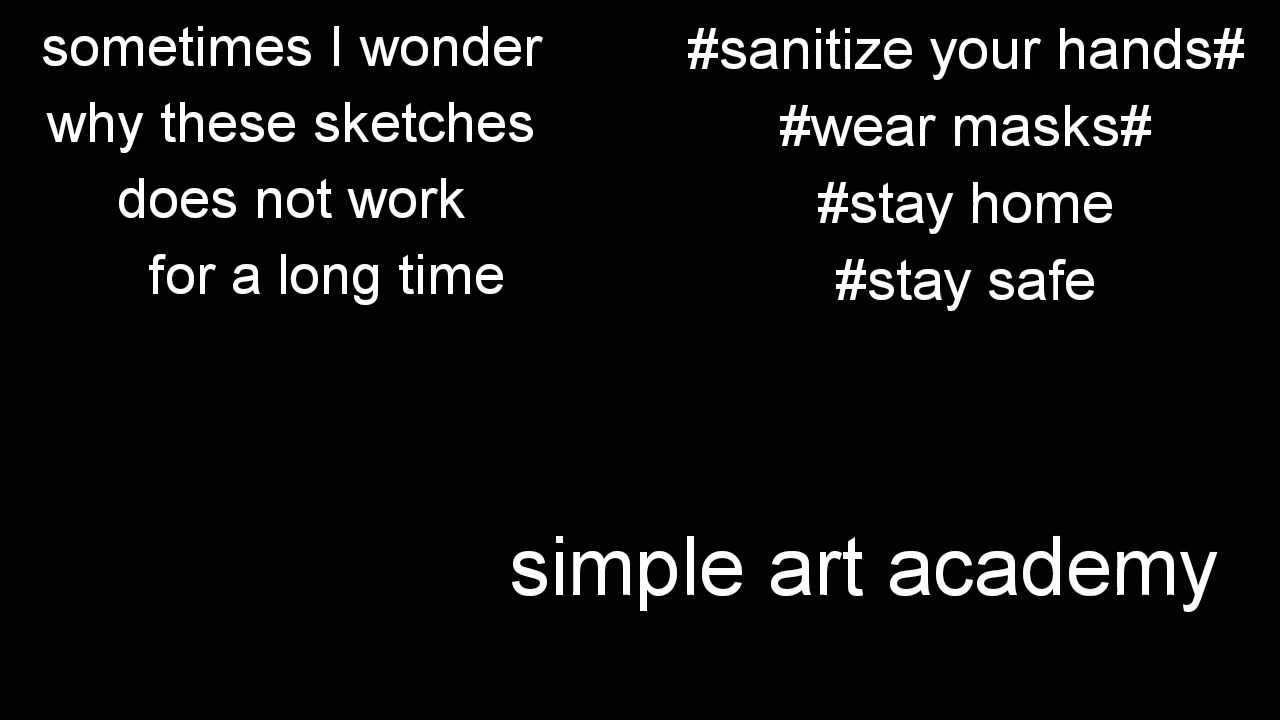 sometimes I wonder
why these sketches
does not work
for a long time
#sanitize your hands#
#wear masks#
#stay home
#stay safe
simple art academy